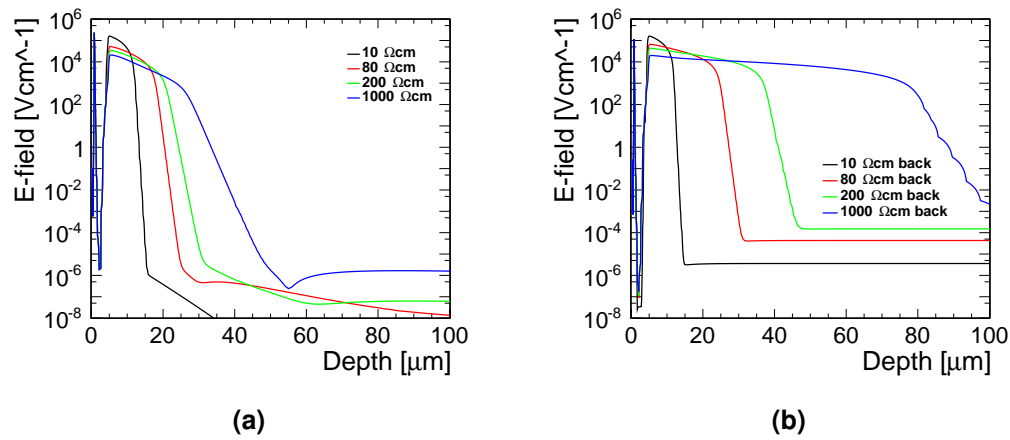 E-field [Vcm^-1]
10^6
10^4
10^2
1
10^-2
10^-4
10^-6
10^-8
0 20 40 60 80 100
Depth [μm]
10 Ωcm
80 Ωcm
200 Ωcm
1000 Ωcm
(a)
E-field [Vcm^-1]
10^6
10^4
10^2
1
10^-2
10^-4
10^-6
10^-8
0 20 40 60 80 100
Depth [μm]
10 Ωcm back
80 Ωcm back
200 Ωcm back
1000 Ωcm back
(b)